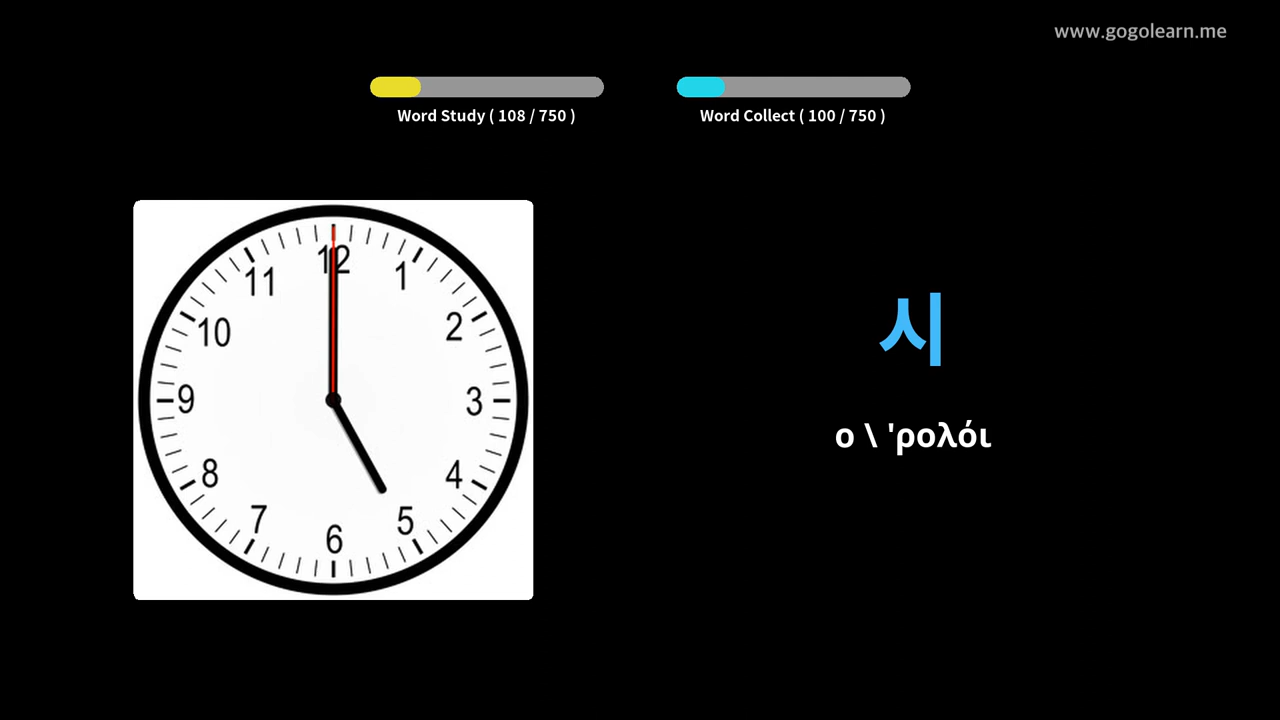 www.gogolearn.me
Word Study ( 108 / 750 )
Word Collect ( 100 / 750 )
12
1
2
3
4
5
6
7
8
9
10
11
시
ο \ 'ρολόι